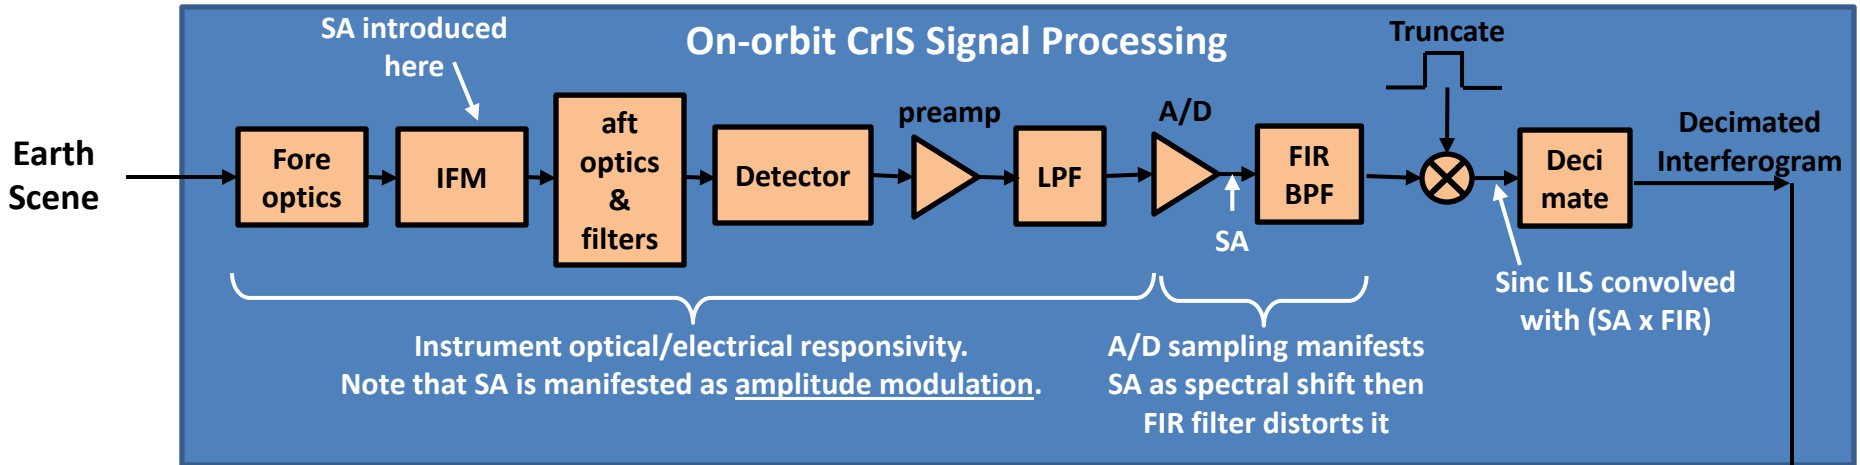 On-orbit CrIS Signal Processing
SA introduced
here
Truncate
Earth
Scene
Fore
optics
IFM
aft
optics
&
filters
Detector
preamp
LPF
A/D
SA
FIR
BPF
Deci
mate
Decimated
Interferogram
Instrument optical/electrical responsivity.
Note that SA is manifested as amplitude modulation.
A/D sampling manifests
SA as spectral shift then
FIR filter distorts it
Sinc ILS convolved
with (SA x FIR)